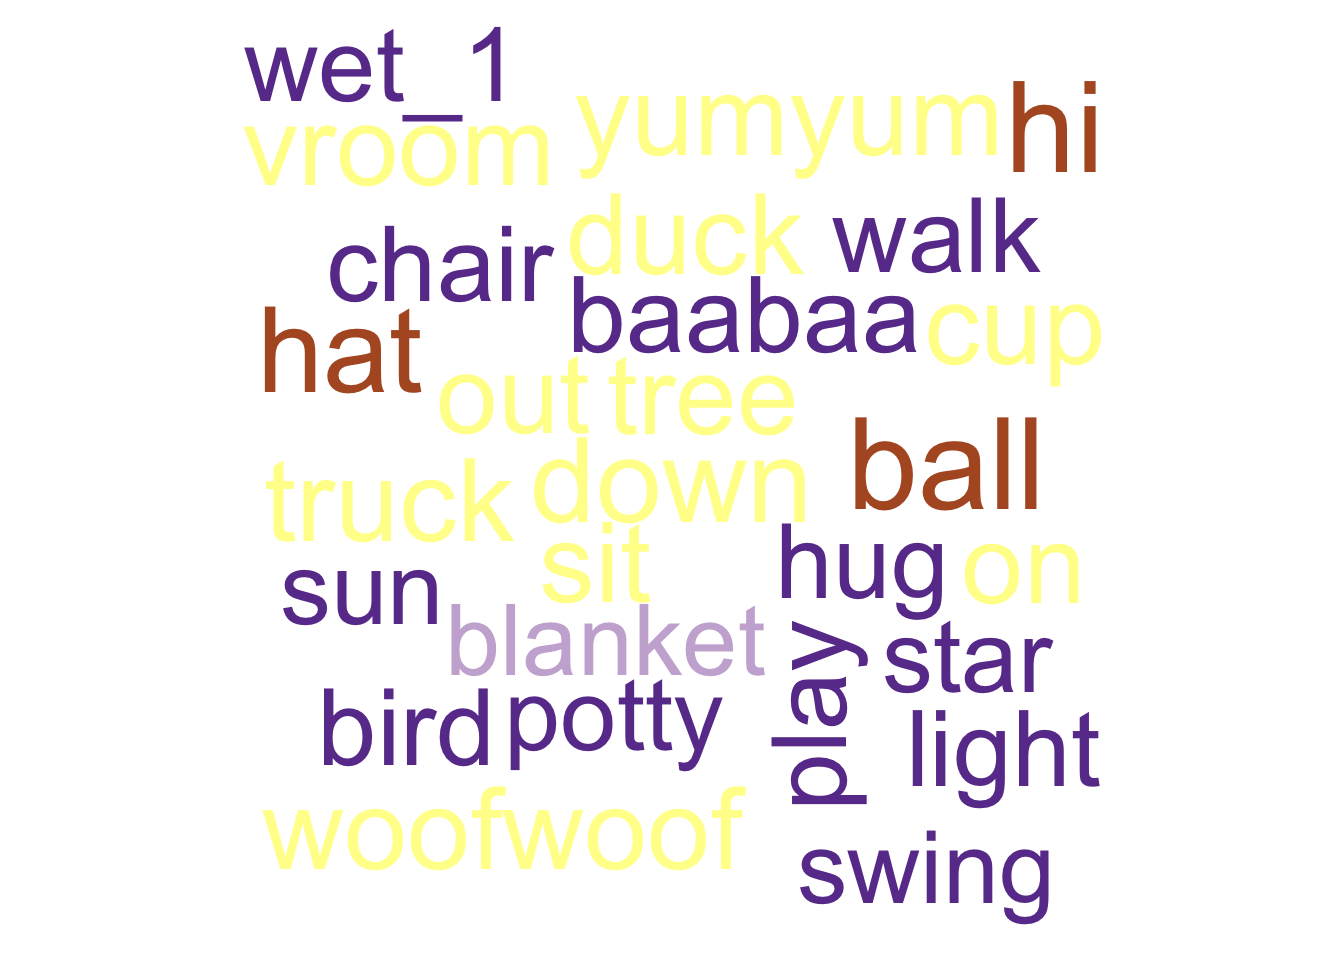 wet_1
vroom yumyum hi
chair duck walk
hat baabaa cup
out tree
truck down ball
sun sit hug on
blanket play star
bird potty light
woofwoof swing